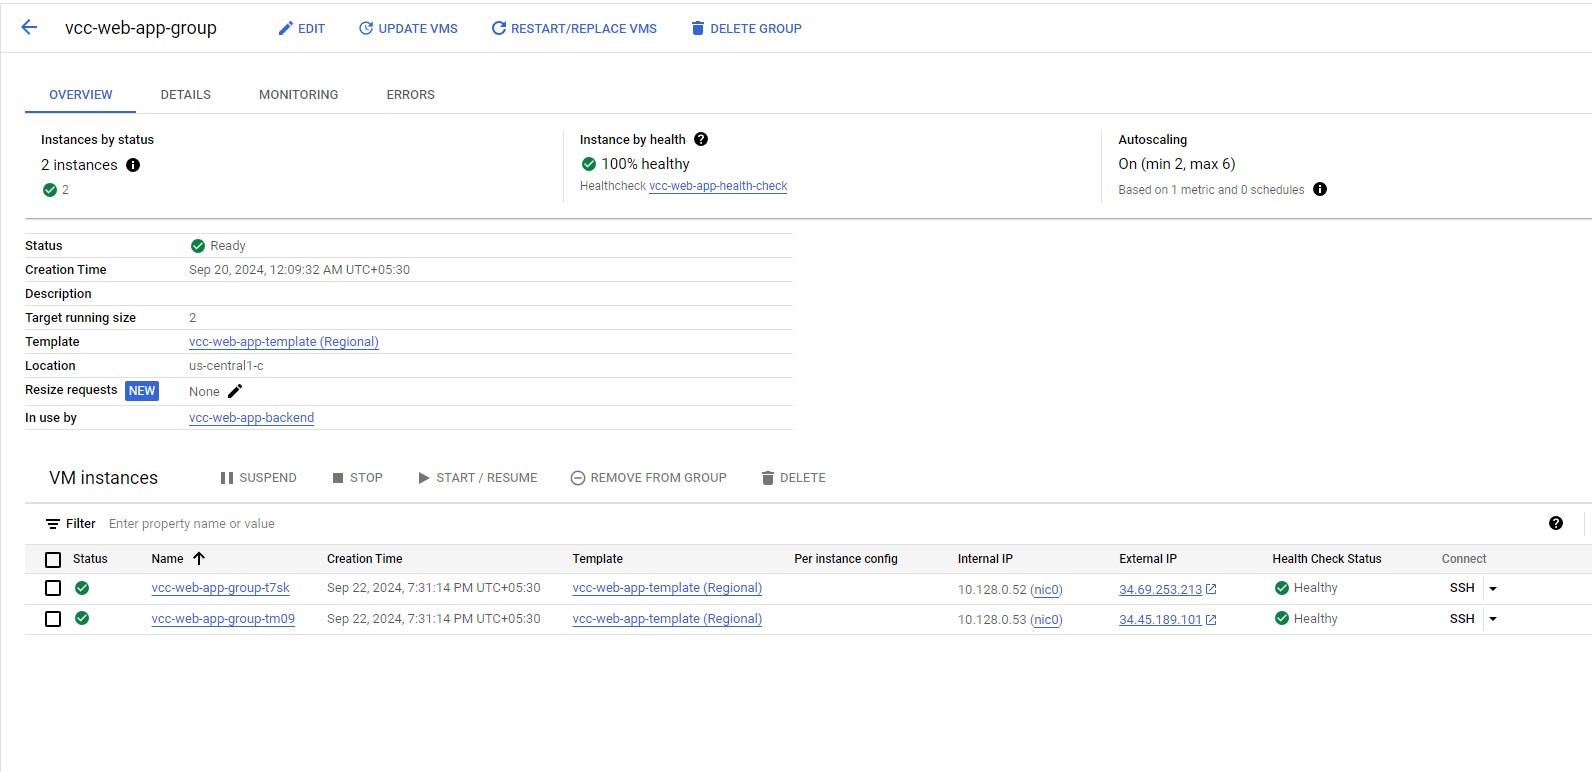 vcc-web-app-group EDIT UPDATE VMS RESTART/REPLACE VMS DELETE GROUP
OVERVIEW DETAILS MONITORING ERRORS
Instances by status Instance by health Autoscaling
2 instances 100% healthy On (min 2, max 6)
2 Healthcheck vcc-web-app-health-check Based on 1 metric and 0 schedules
Status Ready
Creation Time Sep 20, 2024, 12:09:32 AM UTC+05:30
Description
Target running size 2
Template vcc-web-app-template (Regional)
Location us-central1-c
Resize requests NEW None
In use by vcc-web-app-backend
VM instances SUSPEND STOP START / RESUME REMOVE FROM GROUP DELETE
Filter Enter property name or value
Status Name Creation Time Template Per instance config Internal IP External IP Health Check Status Connect
vcc-web-app-group-t7sk Sep 22, 2024, 7:31:14 PM UTC+05:30 vcc-web-app-template (Regional) 10.128.0.52 (nic0) 34.69.253.213 Healthy SSH
vcc-web-app-group-tm09 Sep 22, 2024, 7:31:14 PM UTC+05:30 vcc-web-app-template (Regional) 10.128.0.53 (nic0) 34.45.189.101 Healthy SSH